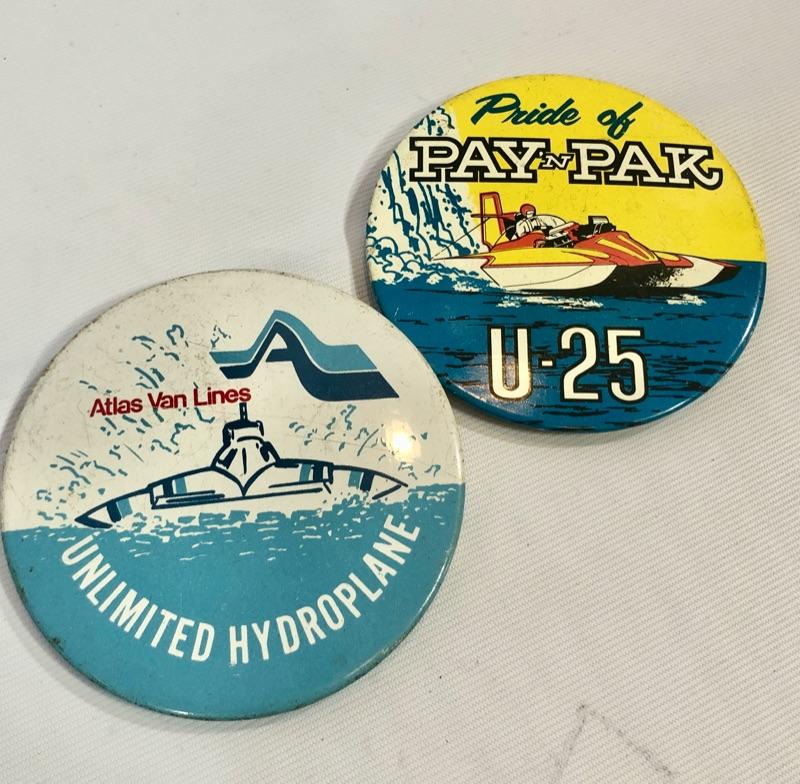 Pride of
PAY 'N PAK
U-25
Atlas Van Lines
UNLIMITED HYDROPLANE